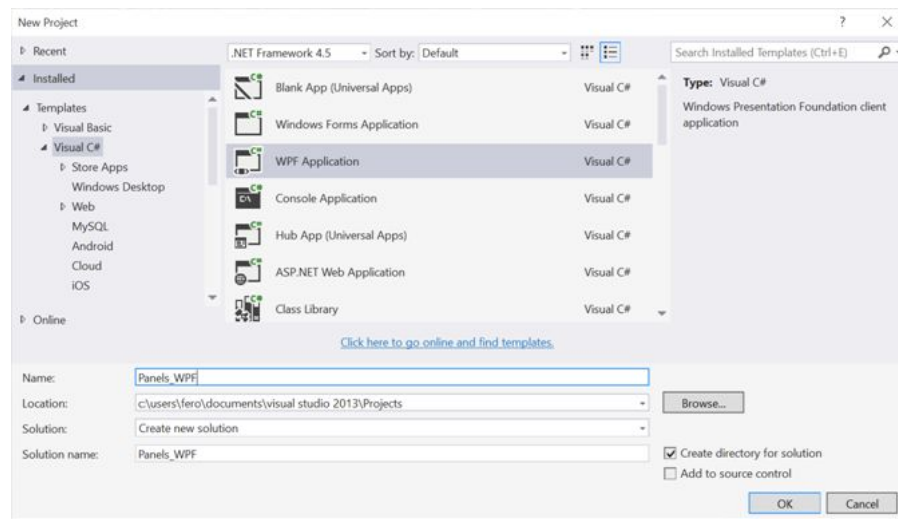 New Project ?
Recent
.NET Framework 4.5 Sort by: Default Search Installed Templates (Ctrl+E)
Installed
Templates
Visual Basic
Visual C#
Store Apps
Windows Desktop
Web
MySQL
Android
Cloud
iOS
Online
Blank App (Universal Apps) Visual C#
Windows Forms Application Visual C#
WPF Application Visual C#
Console Application Visual C#
Hub App (Universal Apps) Visual C#
ASP.NET Web Application Visual C#
Class Library Visual C#
Click here to go online and find templates.
Type: Visual C#
Windows Presentation Foundation client
application
Name: Panels_WPF
Location: c:\users\fero\documents\visual studio 2013\Projects Browse...
Solution: Create new solution
Solution name: Panels_WPF
Create directory for solution
Add to source control
OK Cancel